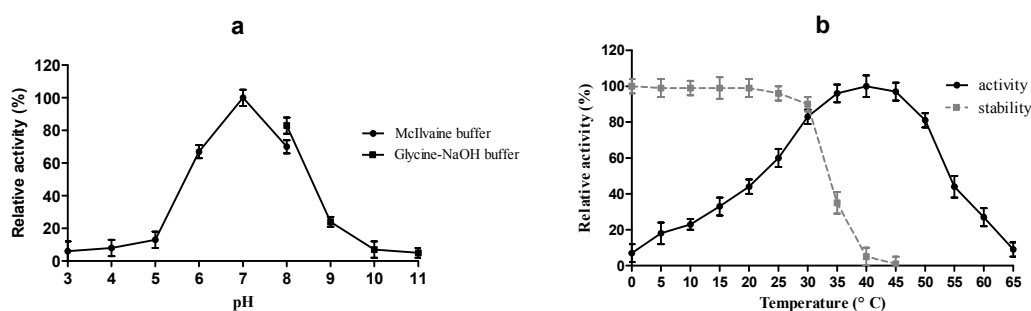 a
Relative activity (%)
120
100
80
60
40
20
0
3 4 5 6 7 8 9 10 11
pH
McIlvaine buffer
Glycine-NaOH buffer
b
Relative activity (%)
120
100
80
60
40
20
0
0 5 10 15 20 25 30 35 40 45 50 55 60 65
Temperature (° C)
activity
stability